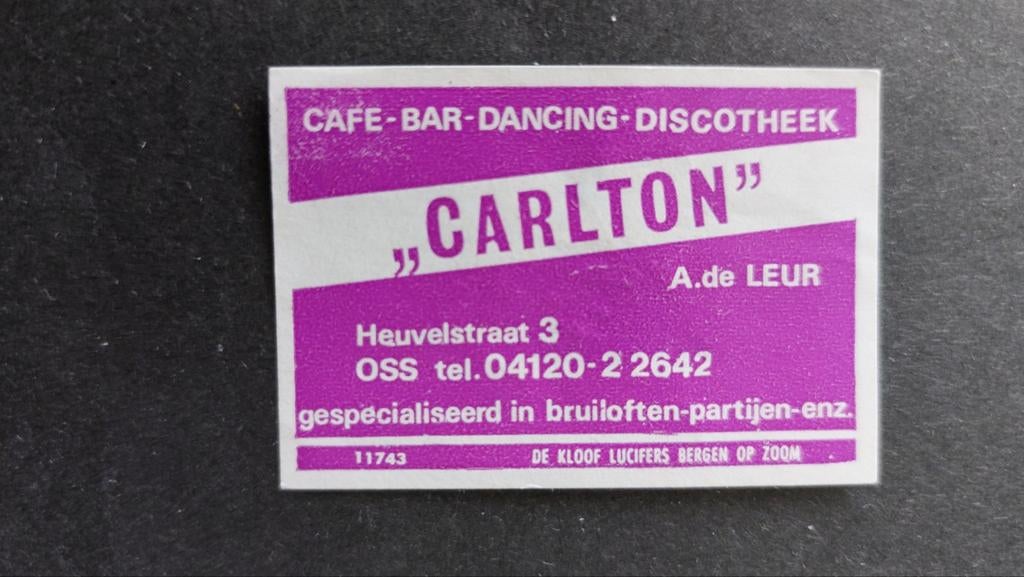 CAFE-BAR-DANCING-DISCOTHEEK
„CARLTON”
A.de LEUR
Heuvelstraat 3
OSS tel.04120-2 2642
gespecialiseerd in bruiloften-partijen-enz.
11743 DE KLOOF LUCIFERS BERGEN OP ZOOM